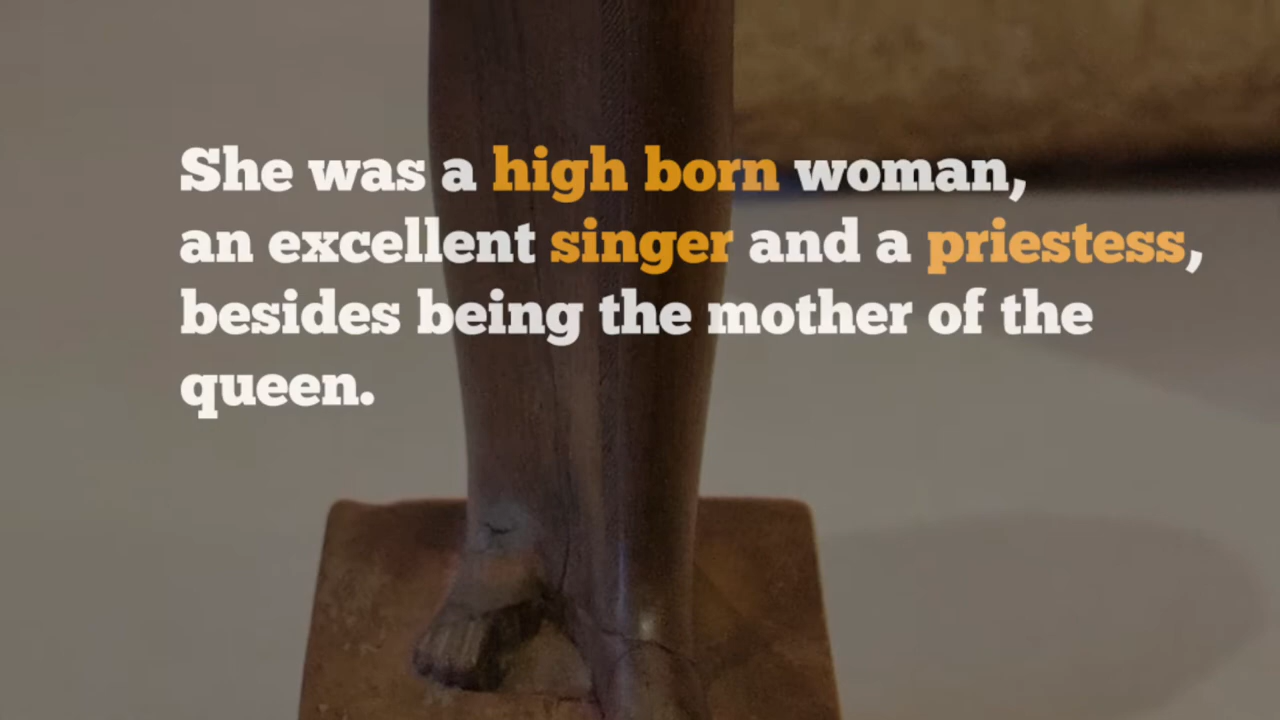 She was a high born woman,
an excellent singer and a priestess,
besides being the mother of the
queen.